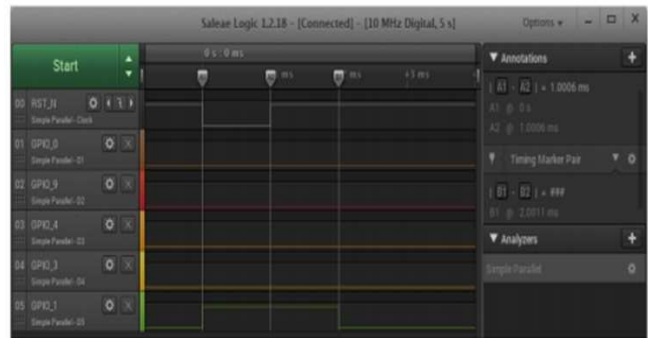 Saleae Logic 1.2.18 - [Connected] - [10 MHz Digital, 5 s]
Options
Start
0 s : 0 ms
ms
ms
+3 ms
00 RST_N
Simple Parallel - Clock
01 GPIO_0
Simple Parallel - D1
02 GPIO_9
Simple Parallel - D2
03 GPIO_4
Simple Parallel - D3
04 GPIO_3
Simple Parallel - D4
05 GPIO_1
Simple Parallel - D5
Annotations
| A1 - A2 | = 1.0006 ms
A1 @ 0 s
A2 @ 1.0006 ms
Timing Marker Pair
| B1 - B2 | = ###
B1 @ 2.0011 ms
Analyzers
Simple Parallel